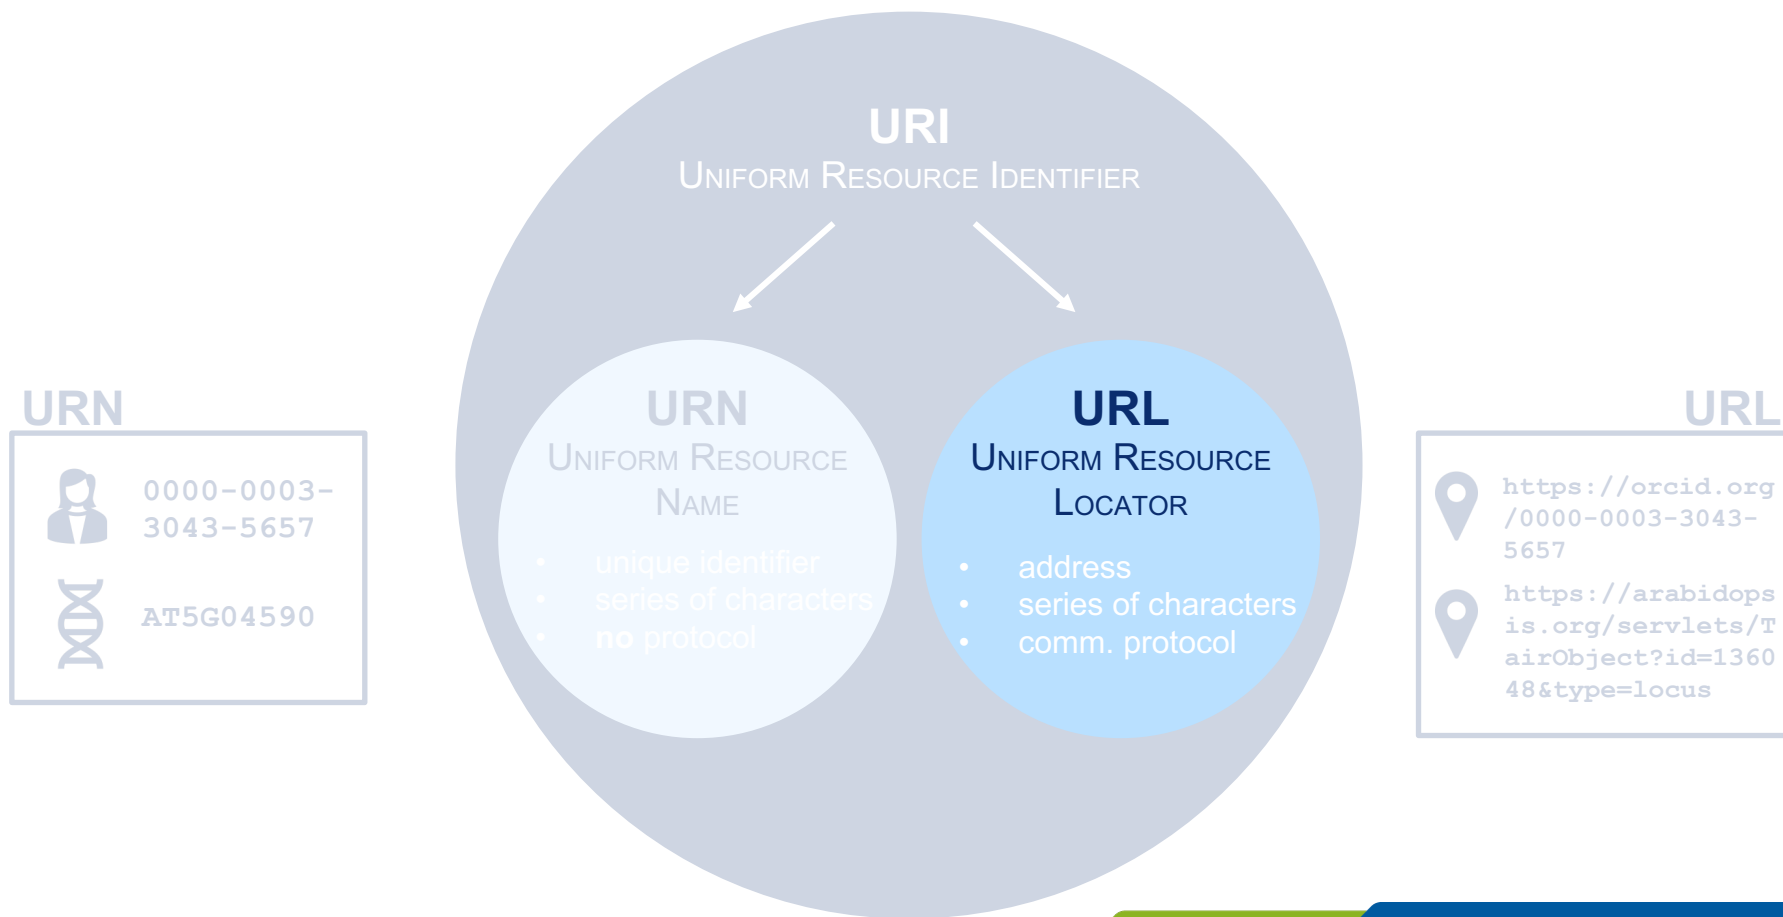 URI
Uniform Resource Identifier
URN
0000-0003-
3043-5657
AT5G04590
URN
Uniform Resource
Name
• unique identifier
• series of characters
• no protocol
URL
Uniform Resource
Locator
• address
• series of characters
• comm. protocol
URL
https://orcid.org
/0000-0003-3043-
5657
https://arabidops
is.org/servlets/T
airObject?id=1360
48&type=locus